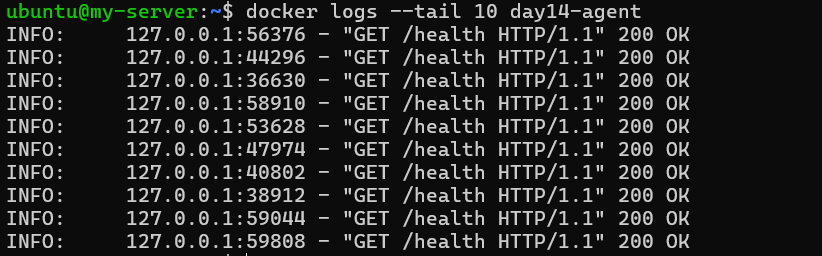 ubuntu@my-server:~$ docker logs --tail 10 day14-agent
INFO:     127.0.0.1:56376 - "GET /health HTTP/1.1" 200 OK
INFO:     127.0.0.1:44296 - "GET /health HTTP/1.1" 200 OK
INFO:     127.0.0.1:36630 - "GET /health HTTP/1.1" 200 OK
INFO:     127.0.0.1:58910 - "GET /health HTTP/1.1" 200 OK
INFO:     127.0.0.1:53628 - "GET /health HTTP/1.1" 200 OK
INFO:     127.0.0.1:47974 - "GET /health HTTP/1.1" 200 OK
INFO:     127.0.0.1:40802 - "GET /health HTTP/1.1" 200 OK
INFO:     127.0.0.1:38912 - "GET /health HTTP/1.1" 200 OK
INFO:     127.0.0.1:59044 - "GET /health HTTP/1.1" 200 OK
INFO:     127.0.0.1:59808 - "GET /health HTTP/1.1" 200 OK